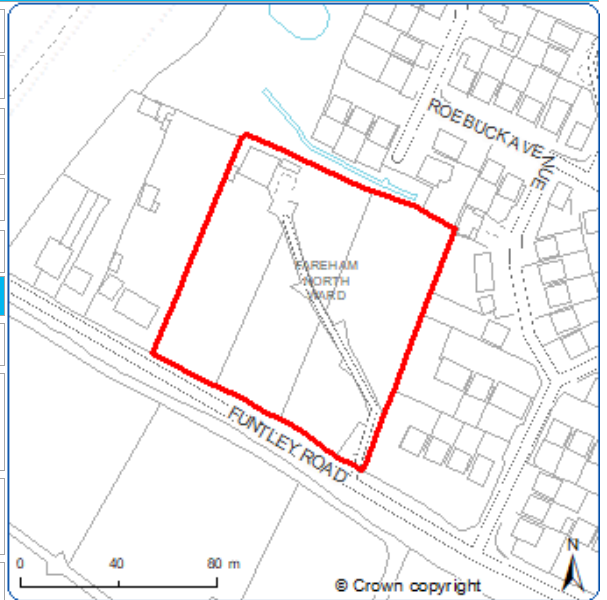 ROEBUCK AVENUE
FAREHAM
NORTH
WARD
FUNTLEY ROAD
0 40 80 m
N
© Crown copyright